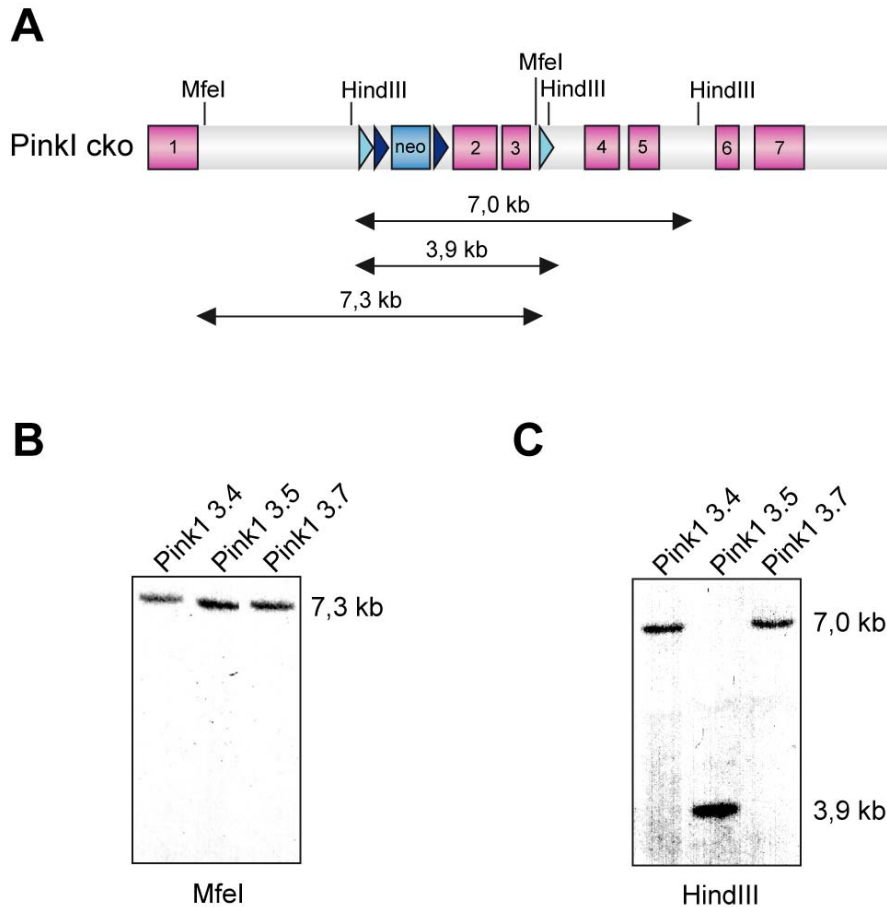 A
MfeI
MfeI HindIII HindIII HindIII
PinkI cko 1 neo 2 3 4 5 6 7
7,0 kb
3,9 kb
7,3 kb
B
Pink1 3.4
Pink1 3.5
Pink1 3.7
7,3 kb
MfeI
C
Pink1 3.4
Pink1 3.5
Pink1 3.7
7,0 kb
3,9 kb
HindIII